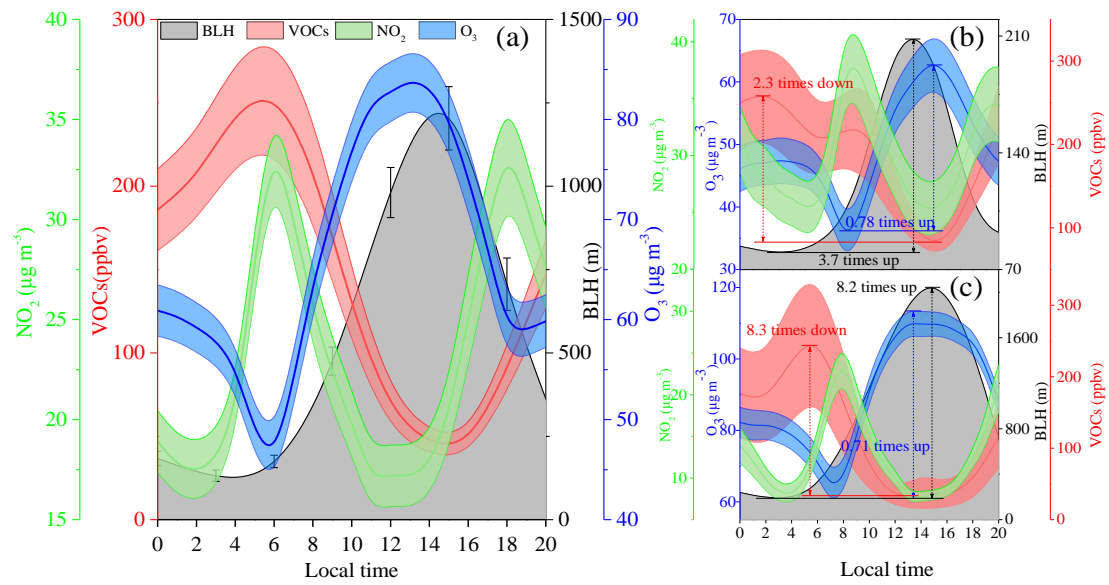 BLH VOCs NO2 O3 (a)
NO2 (μg m-3)
40
35
30
25
20
15
VOCs(ppbv)
300
200
100
0
BLH (m)
1500
1000
500
0
O3 (μg m-3)
90
80
70
60
50
40
0 2 4 6 8 10 12 14 16 18 20
Local time
(b)
2.3 times down
0.78 times up
3.7 times up
NO2 (μg m-3)
40
30
20
10
O3 (μg m-3)
70
60
50
40
30
BLH (m)
210
140
70
VOCs (ppbv)
300
200
100
0
(c)
8.2 times up
8.3 times down
0.71 times up
NO2 (μg m-3)
O3 (μg m-3)
120
100
80
60
BLH (m)
1600
800
0
VOCs (ppbv)
300
200
100
0
0 2 4 6 8 10 12 14 16 18 20
Local time